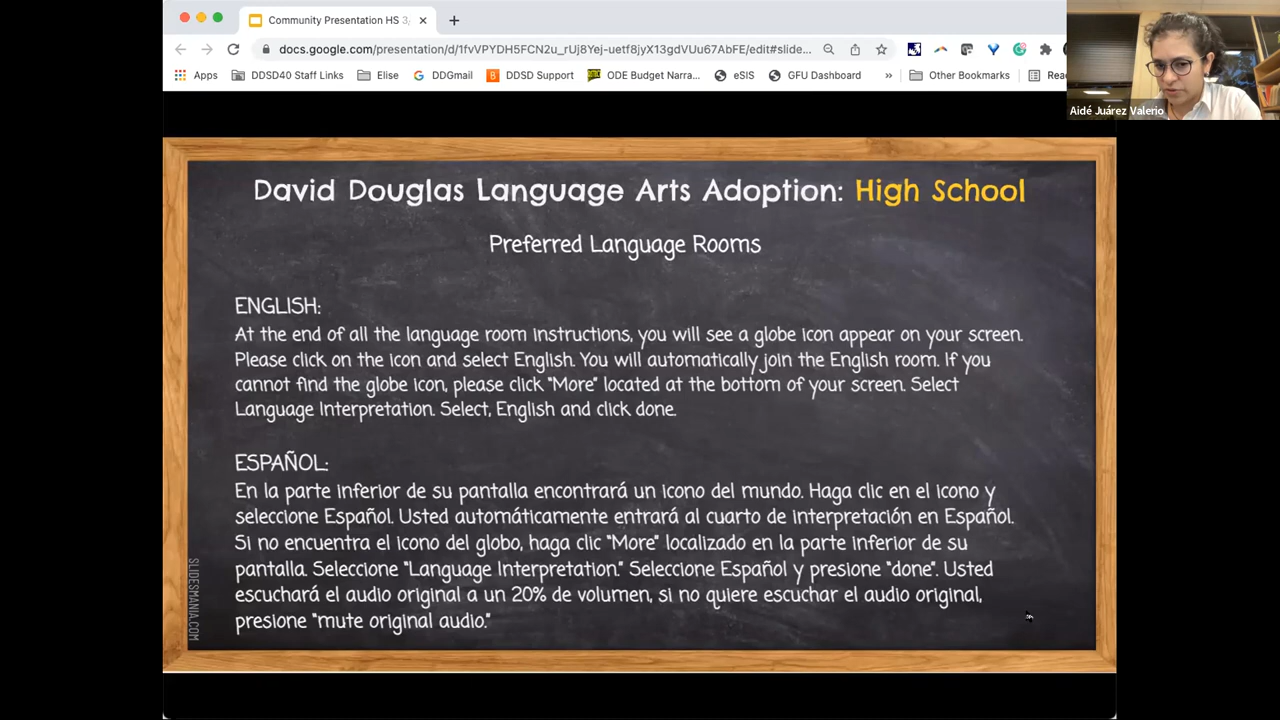 Community Presentation HS 3/
docs.google.com/presentation/d/1fvVPYDH5FCN2u_rUj8Yej-uetf8jyX13gdVUu67AbFE/edit#slide...
Apps
DDSD40 Staff Links
Elise
DDGmail
DDSD Support
ODE Budget Narra...
eSIS
GFU Dashboard
»
Other Bookmarks
Aidé Juárez Valerio
David Douglas Language Arts Adoption: High School
Preferred Language Rooms
ENGLISH:
At the end of all the language room instructions, you will see a globe icon appear on your screen.
Please click on the icon and select English. You will automatically join the English room. If you
cannot find the globe icon, please click "More" located at the bottom of your screen. Select
Language Interpretation. Select, English and click done.
ESPAÑOL:
En la parte inferior de su pantalla encontrará un icono del mundo. Haga clic en el icono y
seleccione Español. Usted automáticamente entrará al cuarto de interpretación en Español.
Si no encuentra el icono del globo, haga clic "More" localizado en la parte inferior de su
pantalla. Seleccione "Language Interpretation." Seleccione Español y presione "done". Usted
escuchará el audio original a un 20% de volumen, si no quiere escuchar el audio original,
presione "mute original audio."
SLIDESMANIA.COM